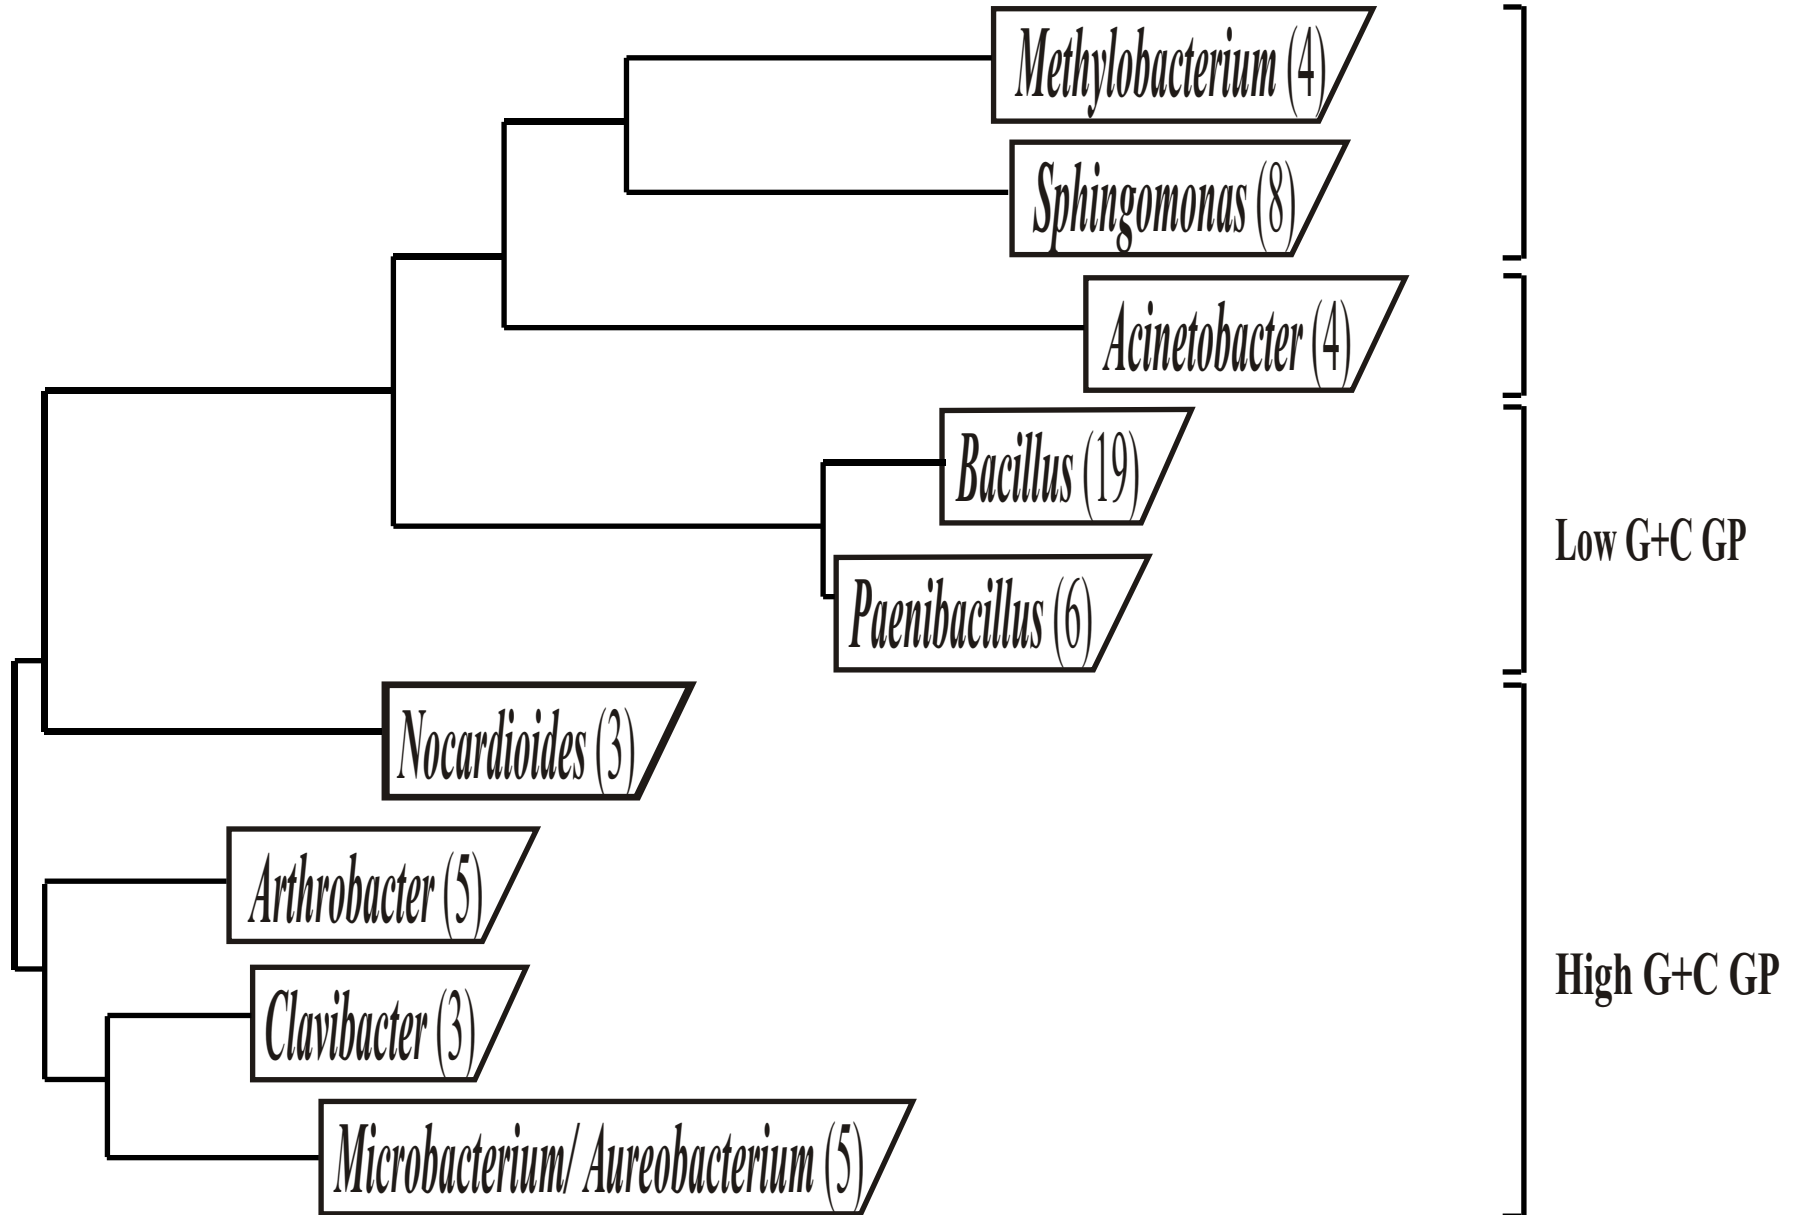 Methylobacterium (4)
Sphingomonas (8)
Acinetobacter (4)
Bacillus (19)
Low G+C GP
Paenibacillus (6)
Nocardioides (3)
Arthrobacter (5)
High G+C GP
Clavibacter (3)
Microbacterium/ Aureobacterium (5)